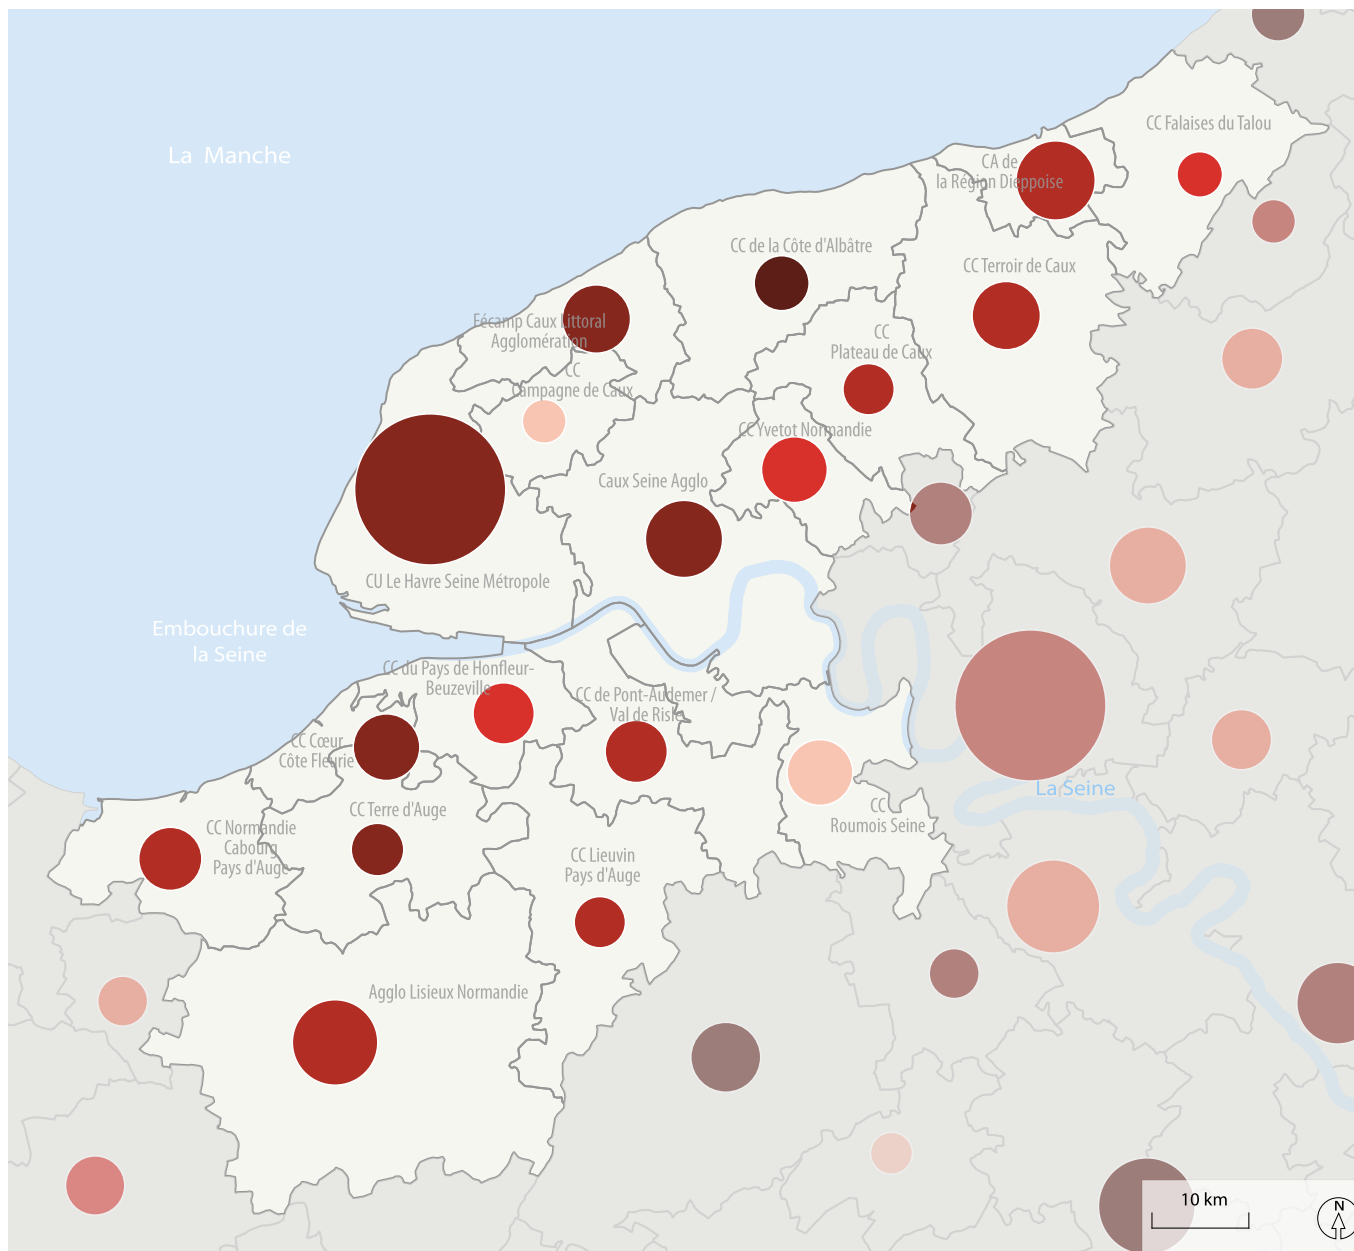 La Manche
CC Falaises du Talou
CA de
la Région Dieppoise
CC de la Côte d'Albâtre
CC Terroir de Caux
Fécamp Caux Littoral
Agglomération
CC
Plateau de Caux
CC
Campagne de Caux
CC Yvetot Normandie
Caux Seine Agglo
CU Le Havre Seine Métropole
Embouchure de
la Seine
CC du Pays de Honfleur-
Beuzeville
CC de Pont-Audemer /
Val de Risle
CC Cœur
Côte Fleurie
La Seine
CC Terre d'Auge
CC
Roumois Seine
CC Normandie
Cabourg
Pays d'Auge
CC Lieuvin
Pays d'Auge
Agglo Lisieux Normandie
10 km
N